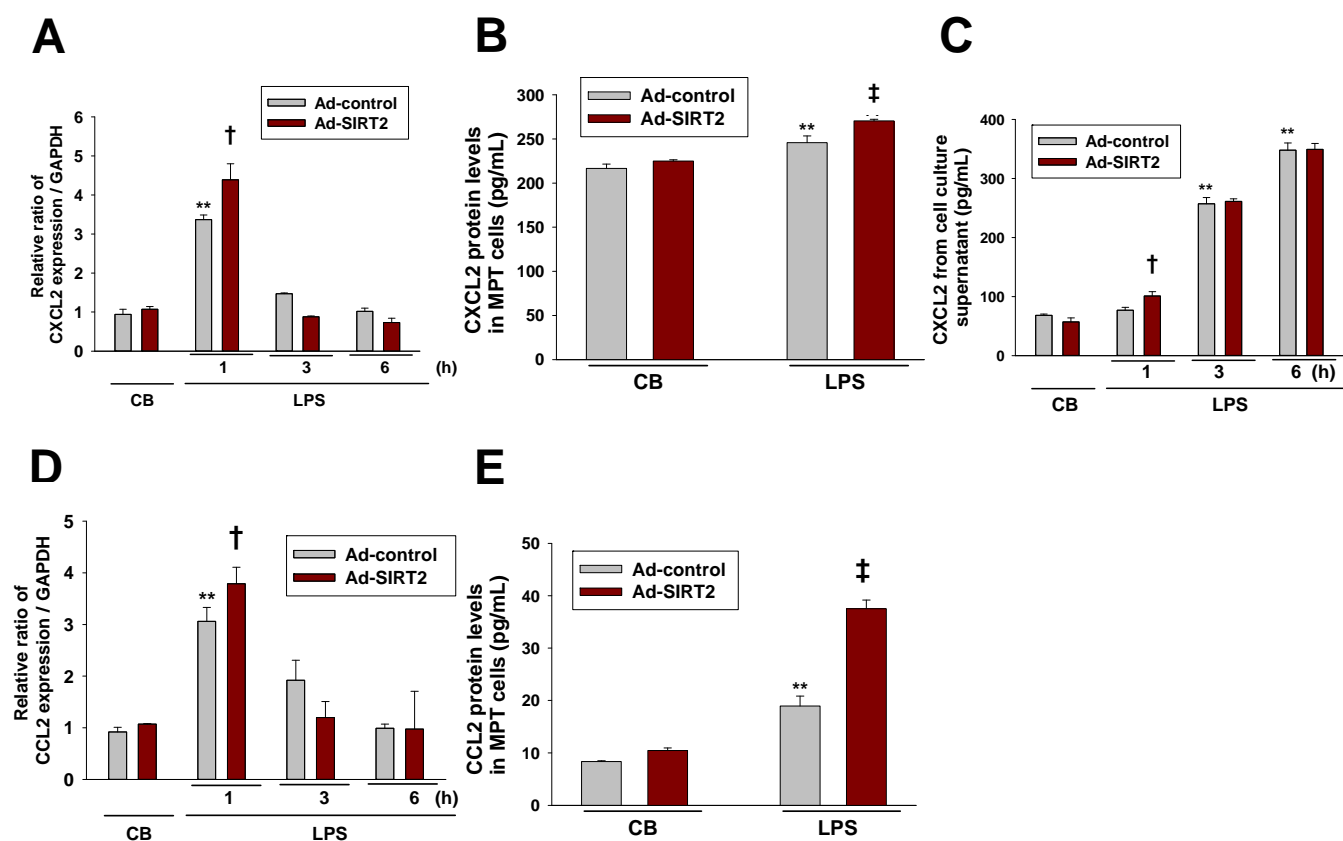 A
Ad-control
Ad-SIRT2
Relative ratio of
CXCL2 expression / GAPDH
6
5
4
3
2
1
0
†
**
1
3
6
(h)
CB
LPS
B
Ad-control
Ad-SIRT2
CXCL2 protein levels
in MPT cells (pg/mL)
300
250
200
150
100
50
0
**
‡
CB
LPS
C
Ad-control
Ad-SIRT2
CXCL2 from cell culture
supernatant (pg/mL)
400
300
200
100
0
†
**
**
1
3
6 (h)
CB
LPS
D
Ad-control
Ad-SIRT2
Relative ratio of
CCL2 expression / GAPDH
5
4
3
2
1
0
**
†
1
3
6
(h)
CB
LPS
E
Ad-control
Ad-SIRT2
CCL2 protein levels
in MPT cells (pg/mL)
50
40
30
20
10
0
**
‡
CB
LPS